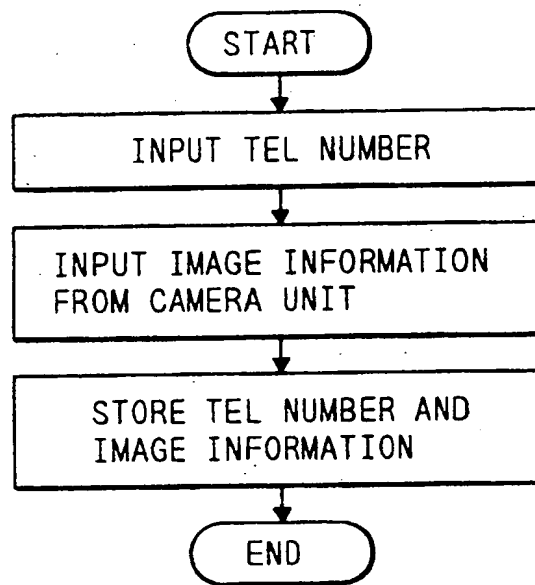 START
INPUT TEL NUMBER
INPUT IMAGE INFORMATION
FROM CAMERA UNIT
STORE TEL NUMBER AND
IMAGE INFORMATION
END